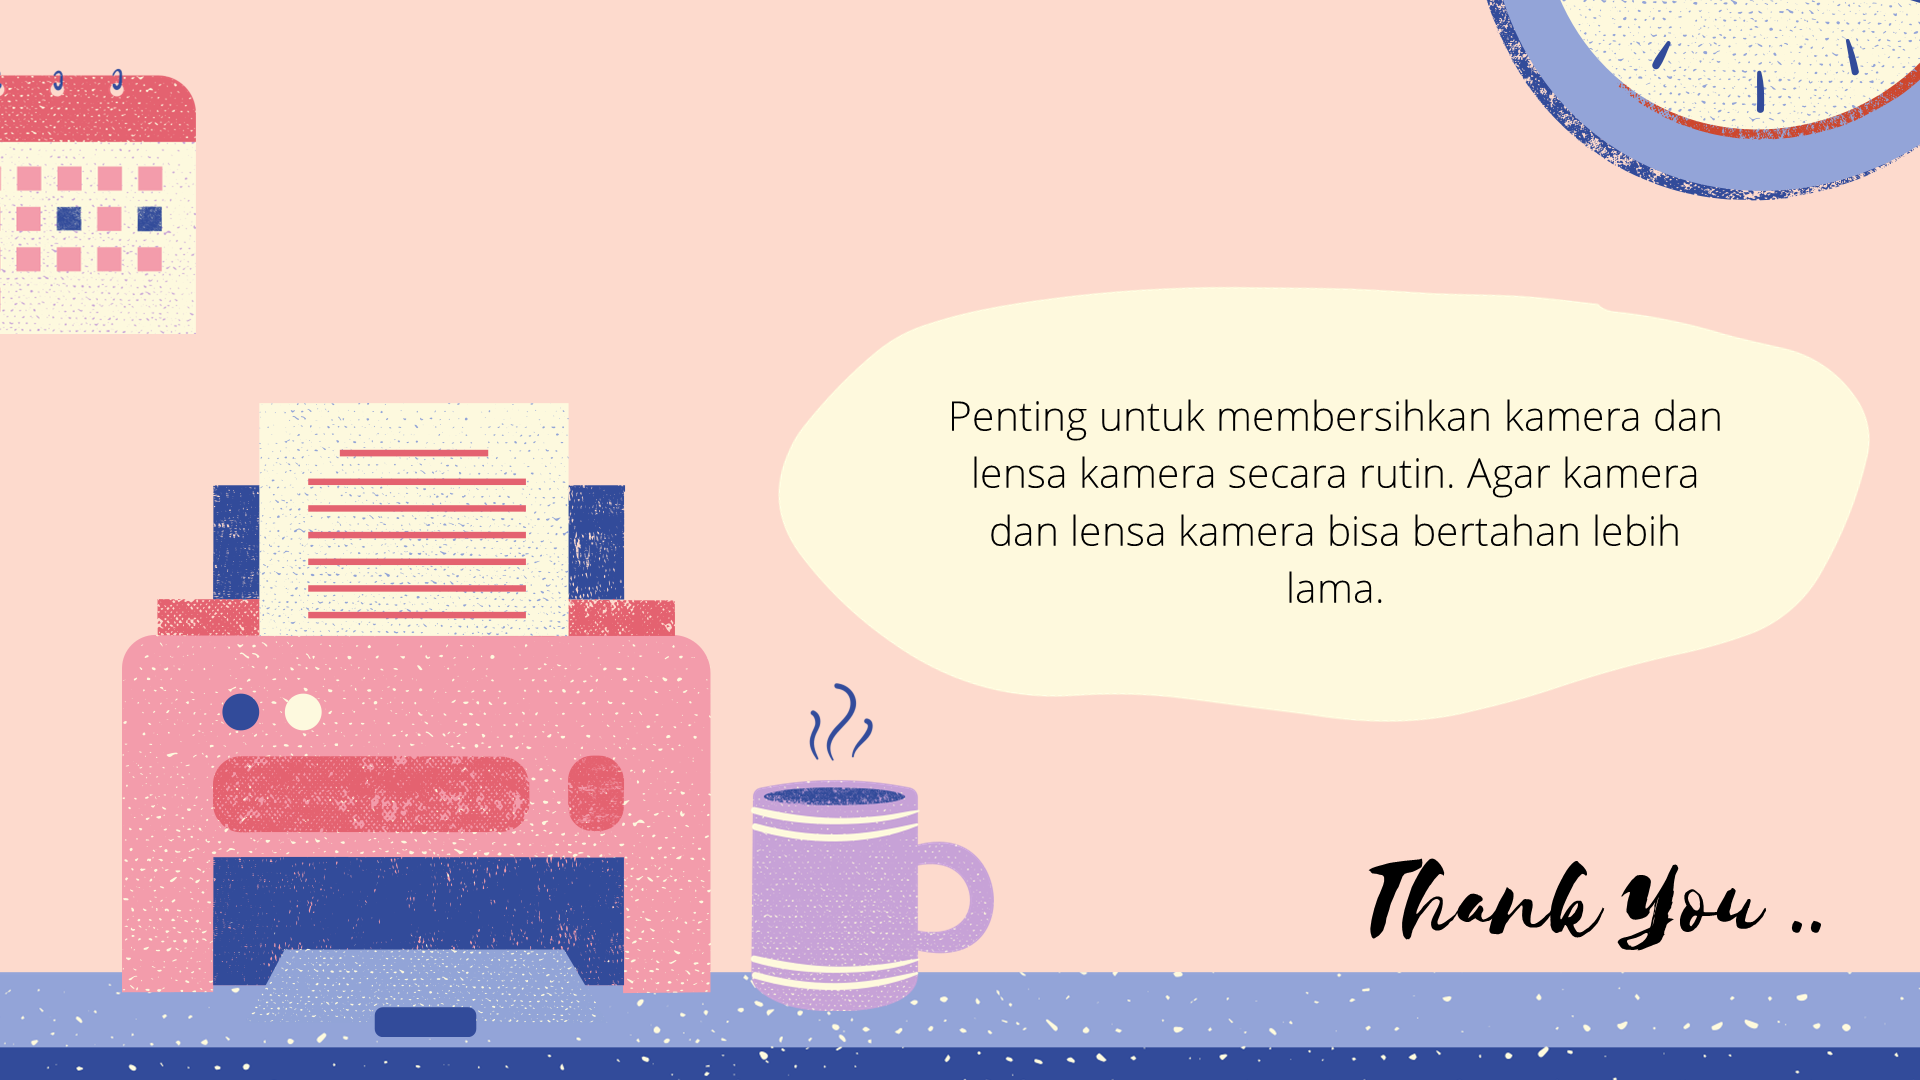 Penting untuk membersihkan kamera dan
lensa kamera secara rutin. Agar kamera
dan lensa kamera bisa bertahan lebih
lama.
Thank You ..